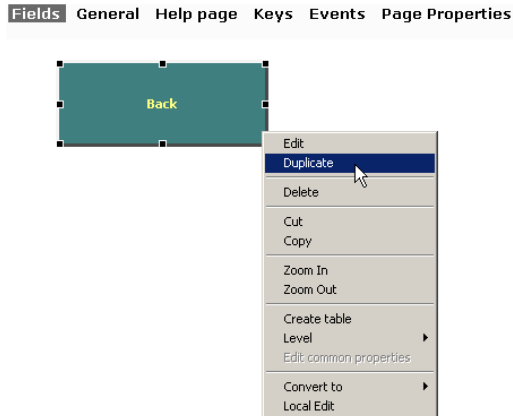 Fields General Help page Keys Events Page Properties
Back
Edit
Duplicate
Delete
Cut
Copy
Zoom In
Zoom Out
Create table
Level
Edit common properties
Convert to
Local Edit